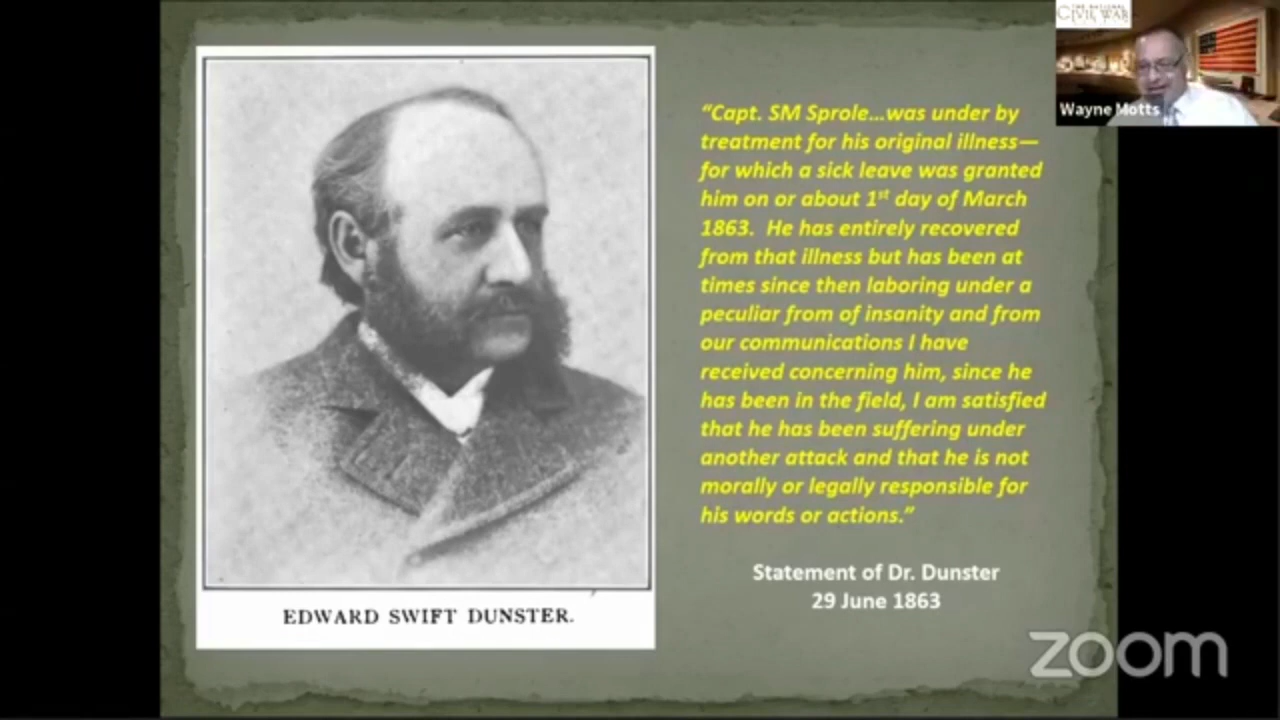 THE NATIONAL
CIVIL WAR
Wayne Motts
“Capt. SM Sprole…was under by
treatment for his original illness—
for which a sick leave was granted
him on or about 1st day of March
1863.  He has entirely recovered
from that illness but has been at
times since then laboring under a
peculiar from of insanity and from
our communications I have
received concerning him, since he
has been in the field, I am satisfied
that he has been suffering under
another attack and that he is not
morally or legally responsible for
his words or actions.”
Statement of Dr. Dunster
29 June 1863
EDWARD SWIFT DUNSTER.
zoom